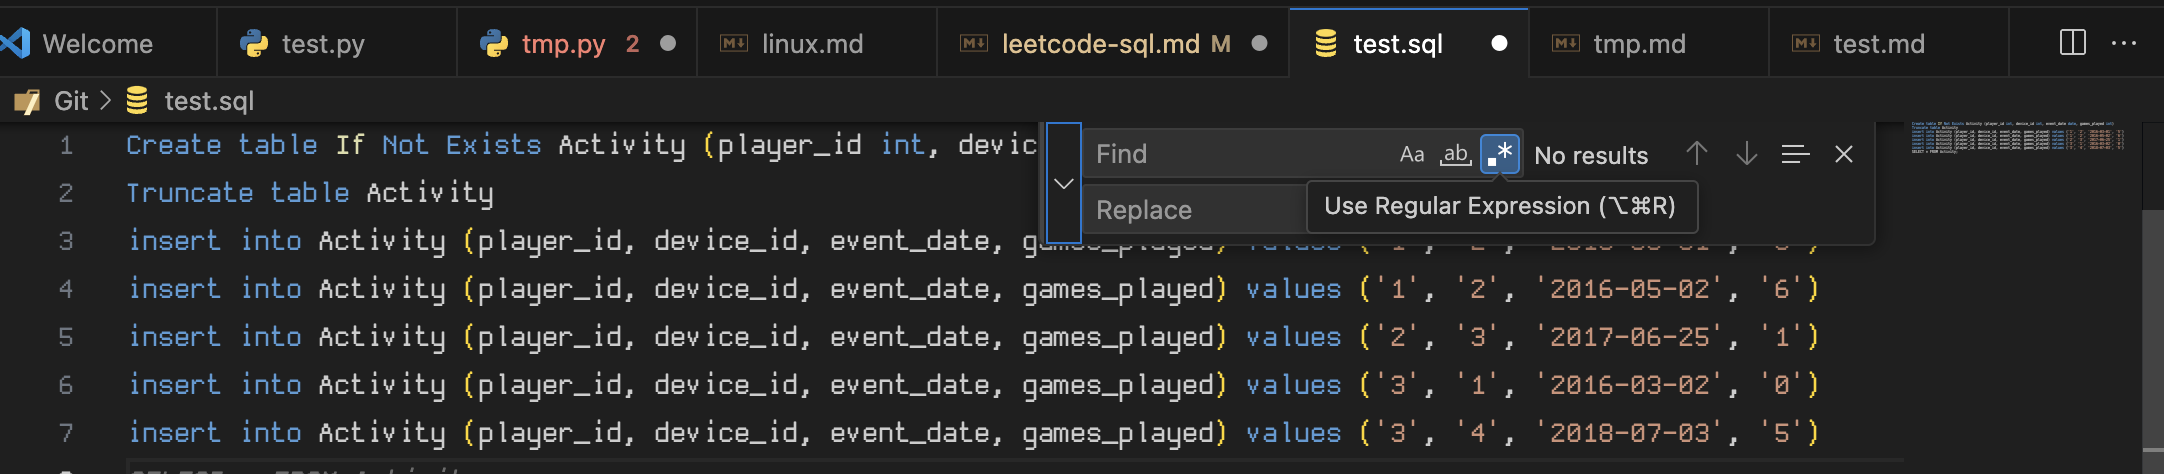 Welcome test.py tmp.py 2 linux.md leetcode-sql.md M test.sql tmp.md test.md
Git > test.sql
1 Create table If Not Exists Activity (player_id int, devic
Find Aa ab .* No results
2 Truncate table Activity
Replace Use Regular Expression (⌥⌘R)
3 insert into Activity (player_id, device_id, event_date, games_played) values
4 insert into Activity (player_id, device_id, event_date, games_played) values ('1', '2', '2016-05-02', '6')
5 insert into Activity (player_id, device_id, event_date, games_played) values ('2', '3', '2017-06-25', '1')
6 insert into Activity (player_id, device_id, event_date, games_played) values ('3', '1', '2016-03-02', '0')
7 insert into Activity (player_id, device_id, event_date, games_played) values ('3', '4', '2018-07-03', '5')